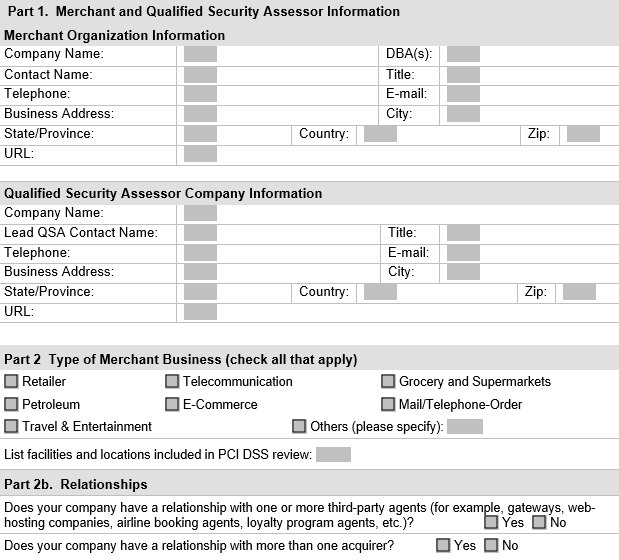 Part 1. Merchant and Qualified Security Assessor Information
Merchant Organization Information
Company Name: DBA(s):
Contact Name: Title:
Telephone: E-mail:
Business Address: City:
State/Province: Country: Zip:
URL:
Qualified Security Assessor Company Information
Company Name:
Lead QSA Contact Name: Title:
Telephone: E-mail:
Business Address: City:
State/Province: Country: Zip:
URL:
Part 2 Type of Merchant Business (check all that apply)
Retailer Telecommunication Grocery and Supermarkets
Petroleum E-Commerce Mail/Telephone-Order
Travel & Entertainment Others (please specify):
List facilities and locations included in PCI DSS review:
Part 2b. Relationships
Does your company have a relationship with one or more third-party agents (for example, gateways, web-
hosting companies, airline booking agents, loyalty program agents, etc.)? Yes No
Does your company have a relationship with more than one acquirer? Yes No